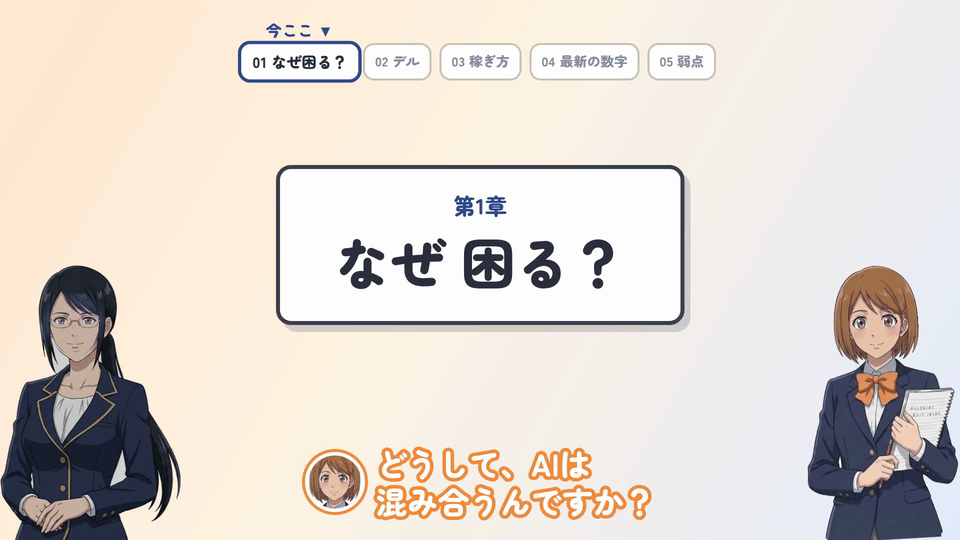 今ここ ▼
01 なぜ困る？
02 デル
03 稼ぎ方
04 最新の数字
05 弱点
第1章
なぜ 困る？
どうして、AIは
混み合うんですか？